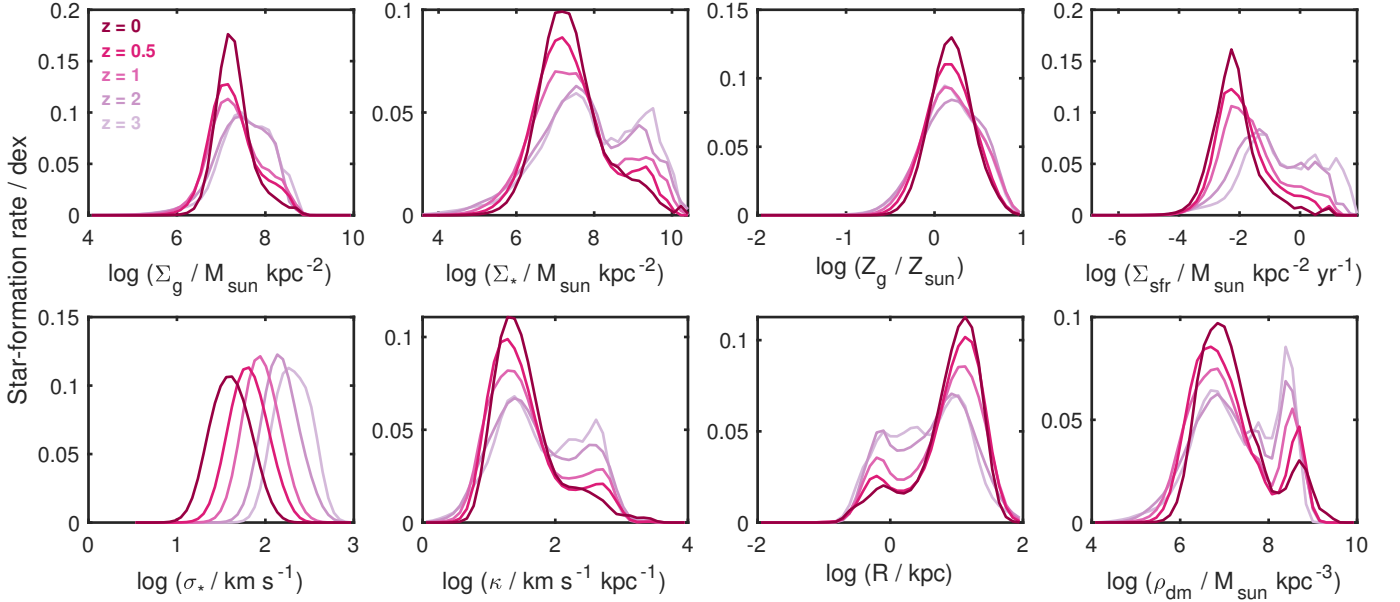 0.2
0.15
0.1
0.05
0
z = 0
z = 0.5
z = 1
z = 2
z = 3
4 6 8 10
log (Σg / Msun kpc-2)
0.1
0.05
0
4 6 8 10
log (Σ* / Msun kpc-2)
0.15
0.1
0.05
0
-2 -1 0 1
log (Zg / Zsun)
0.2
0.15
0.1
0.05
0
-6 -4 -2 0
log (Σsfr / Msun kpc-2 yr-1)
Star-formation rate / dex
0.15
0.1
0.05
0
0 1 2 3
log (σ* / km s-1)
0.1
0.05
0
0 2 4
log (κ / km s-1 kpc-1)
0.1
0.05
0
-2 0 2
log (R / kpc)
0.1
0.05
0
4 6 8 10
log (ρdm / Msun kpc-3)